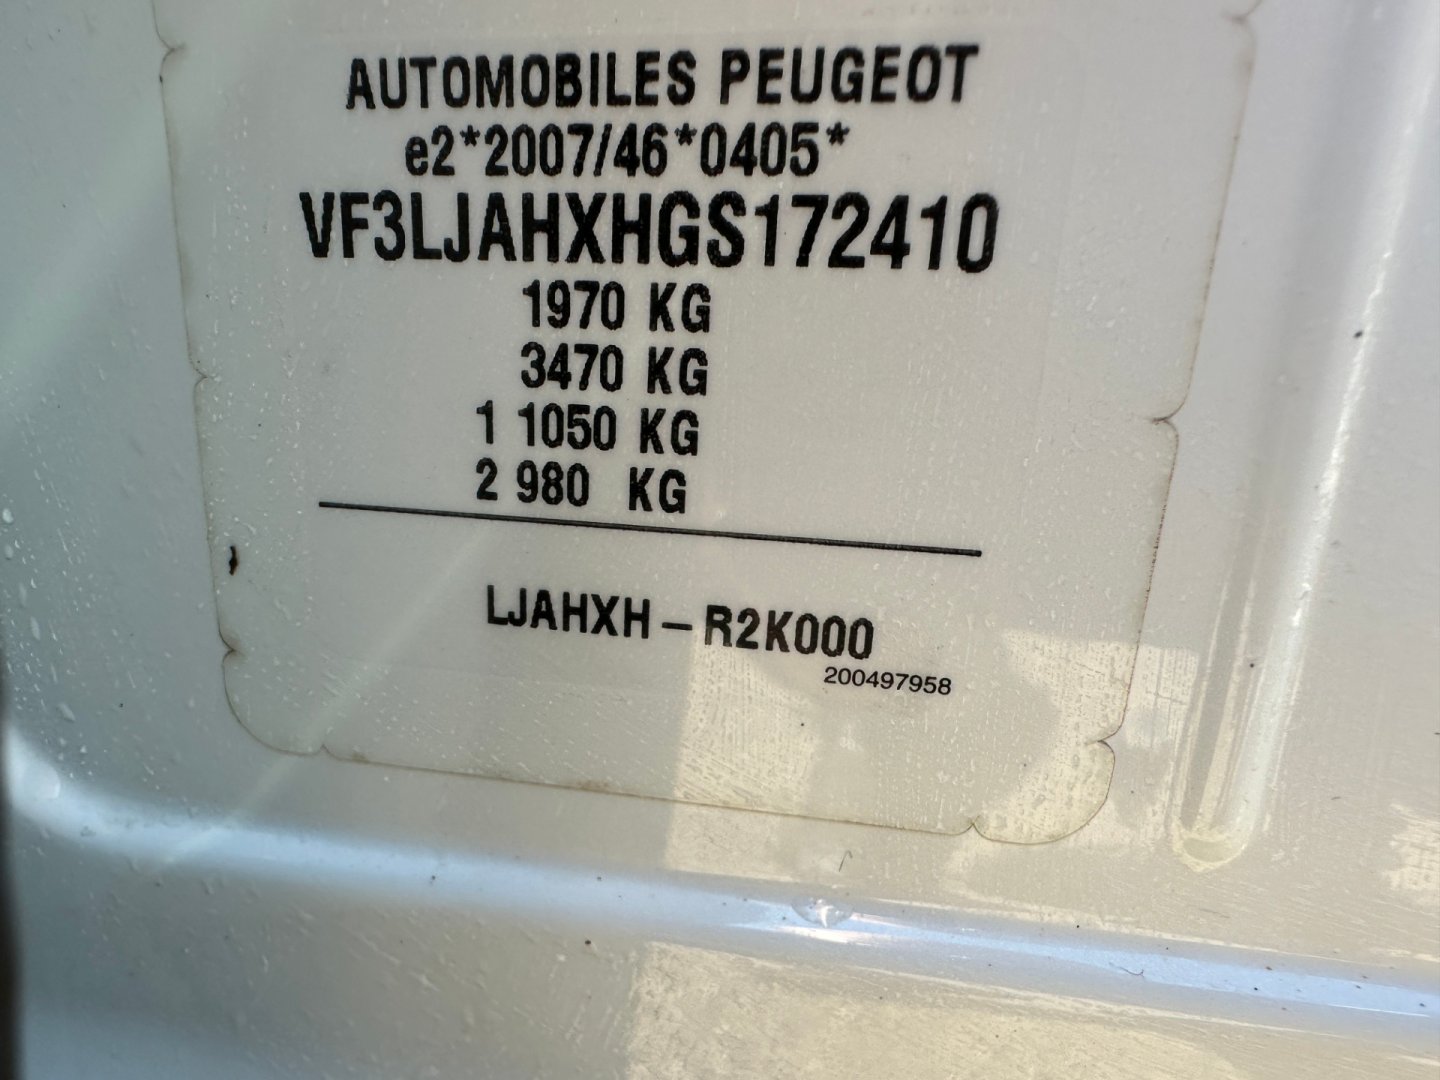 AUTOMOBILES PEUGEOT
e2*2007/46*0405*
VF3LJAHXHGS172410
1970 KG
3470 KG
1 1050 KG
2 980 KG
LJAHXH – R2K000
200497958